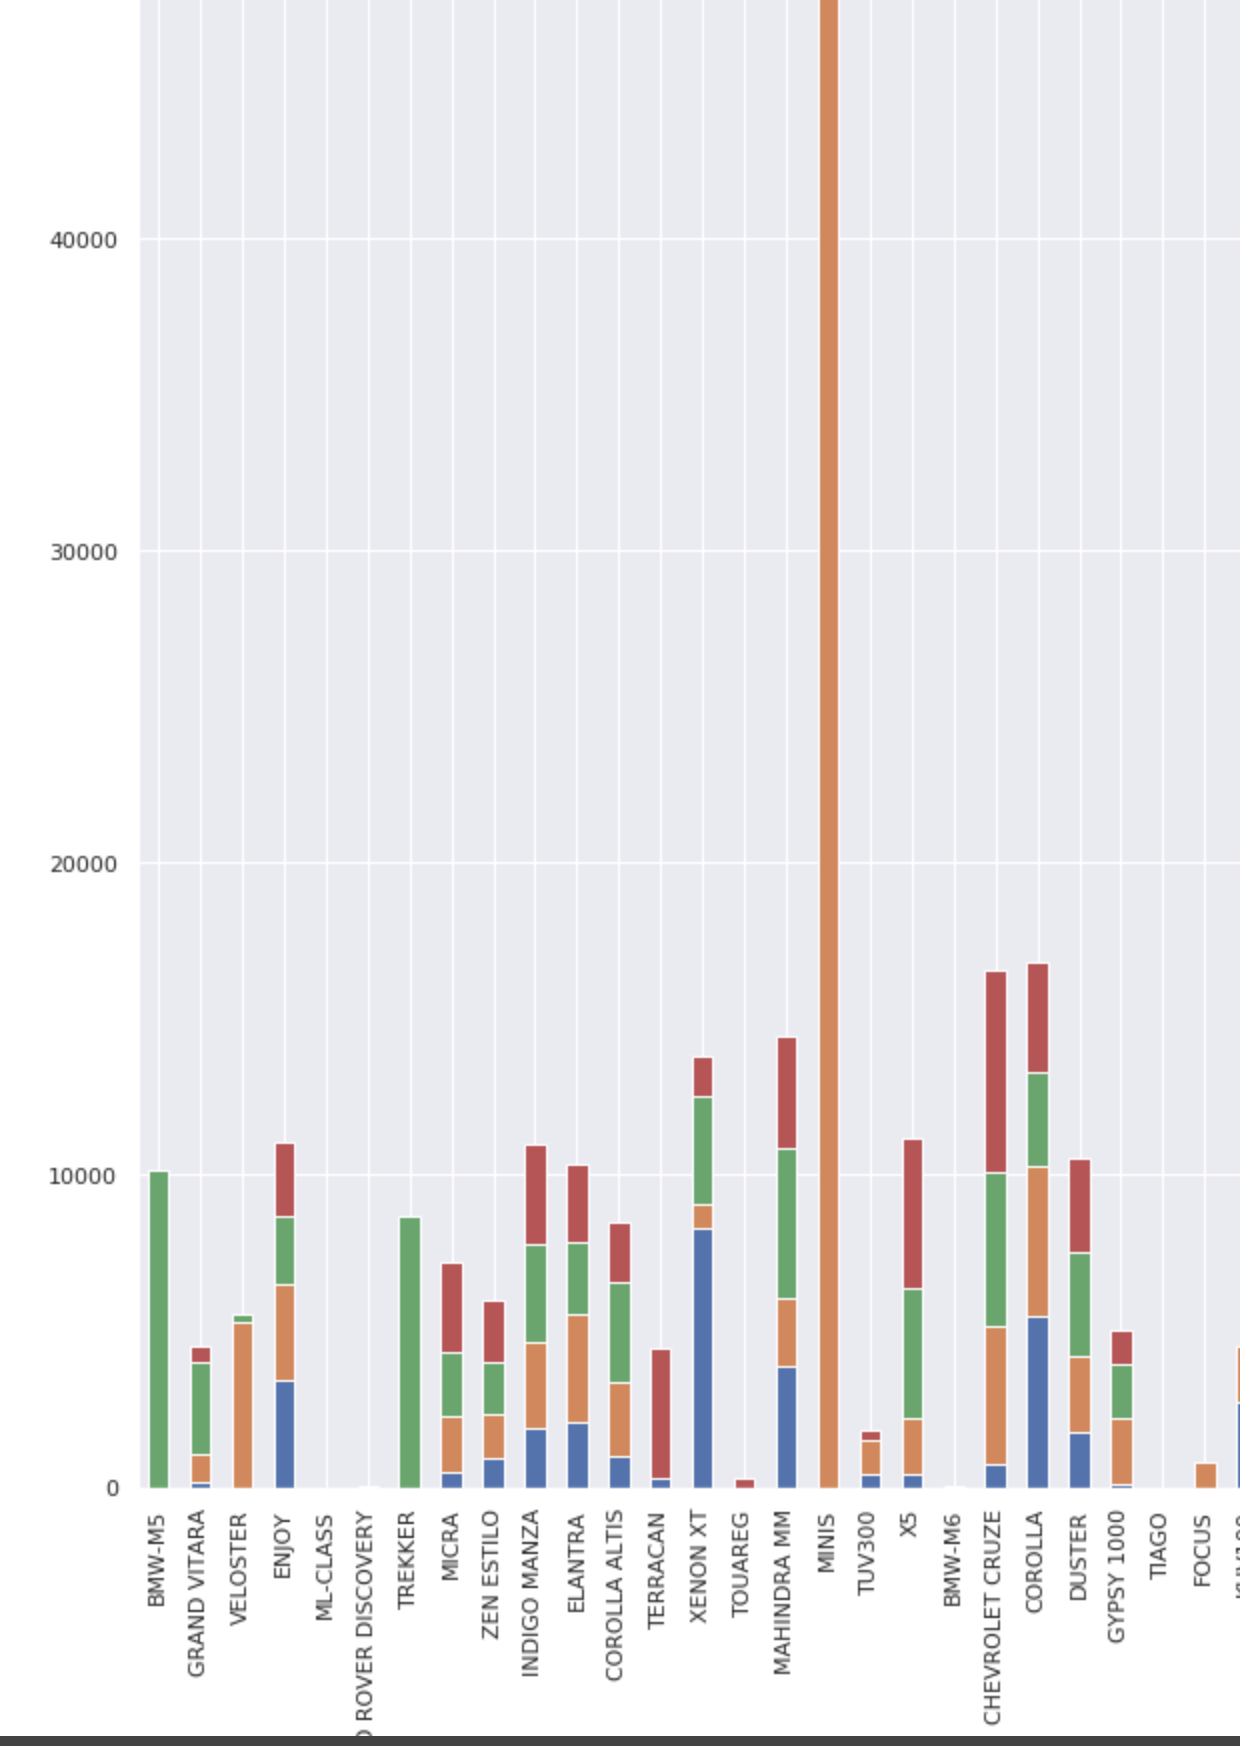 40000
30000
20000
10000
0
BMW-M5
GRAND VITARA
VELOSTER
ENJOY
ML-CLASS
ROVER DISCOVERY
TREKKER
MICRA
ZEN ESTILO
INDIGO MANZA
ELANTRA
COROLLA ALTIS
TERRACAN
XENON XT
TOUAREG
MAHINDRA MM
MINIS
TUV300
X5
BMW-M6
CHEVROLET CRUZE
COROLLA
DUSTER
GYPSY 1000
TIAGO
FOCUS